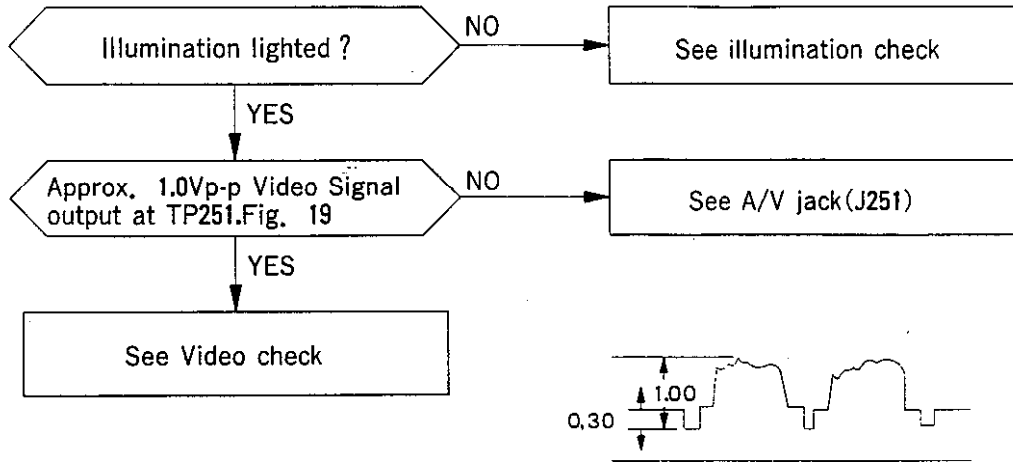 Illumination lighted ?
NO
See illumination check
YES
Approx. 1.0Vp-p Video Signal
output at TP251.Fig. 19
NO
See A/V jack(J251)
YES
See Video check
1.00
0.30